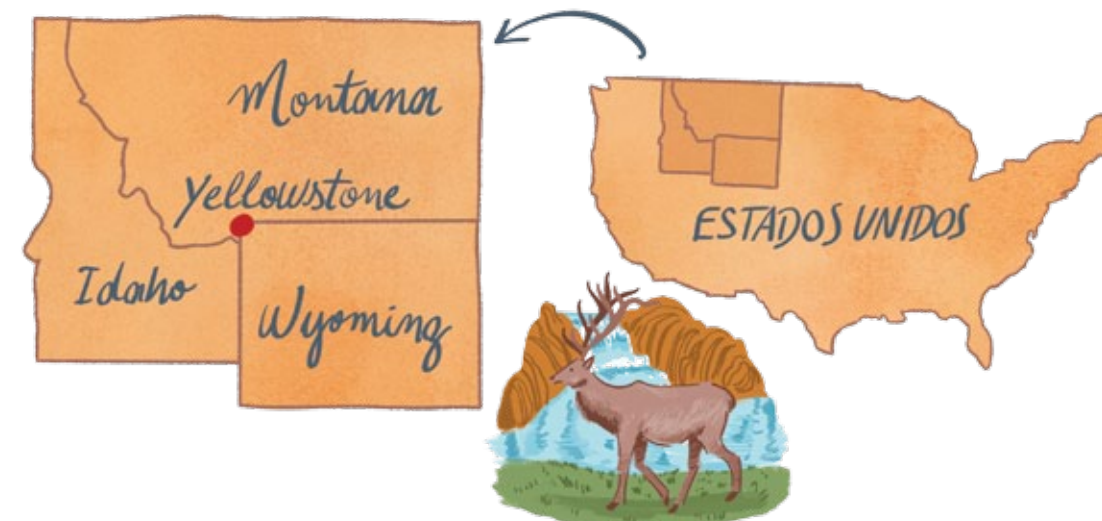 Montana
Yellowstone
Idaho
Wyoming
ESTADOS UNIDOS